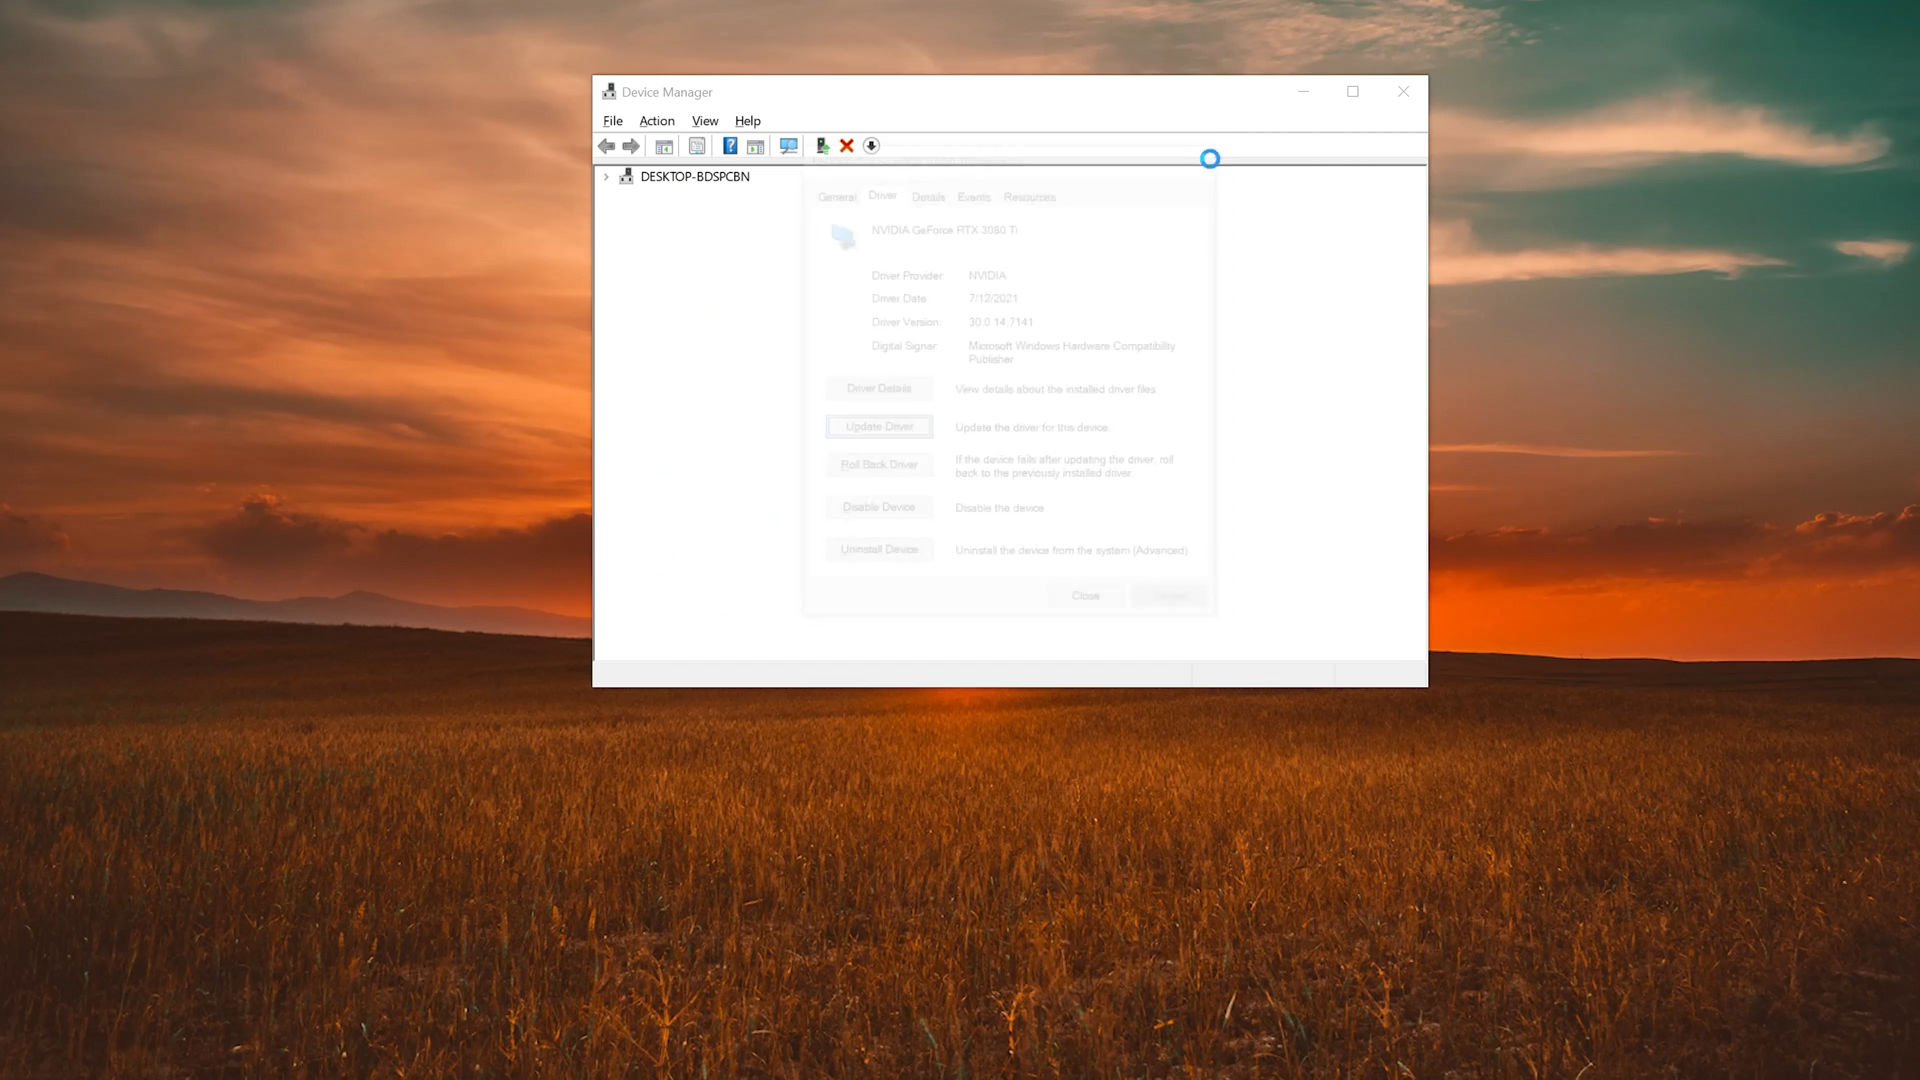 Device Manager
File Action View Help
DESKTOP-BDSPCBN
General Driver Details Events Resources
NVIDIA GeForce RTX 3080 Ti
Driver Provider: NVIDIA
Driver Date: 7/12/2021
Driver Version: 30.0.14.7141
Digital Signer: Microsoft Windows Hardware Compatibility
Publisher
Driver Details View details about the installed driver files.
Update Driver Update the driver for this device.
Roll Back Driver If the device fails after updating the driver, roll
back to the previously installed driver.
Disable Device Disable the device.
Uninstall Device Uninstall the device from the system (Advanced).
Close